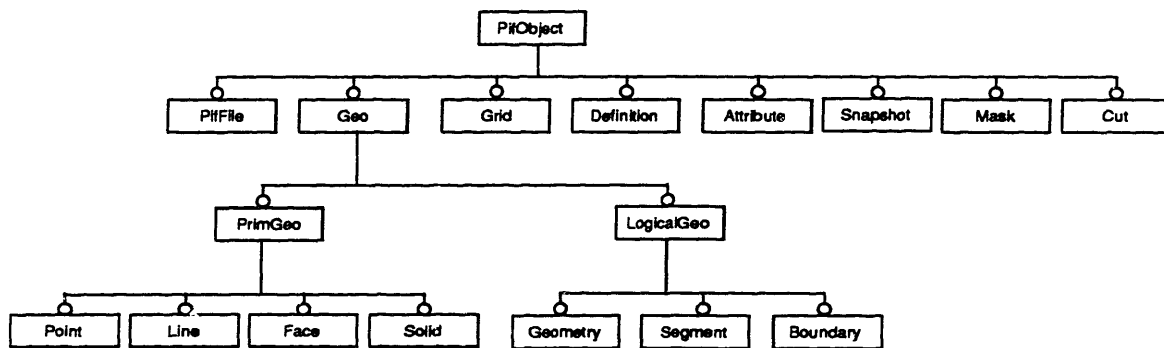 PifObject
PifFile Geo Grid Definition Attribute Snapshot Mask Cut
PrimGeo LogicalGeo
Point Line Face Solid Geometry Segment Boundary